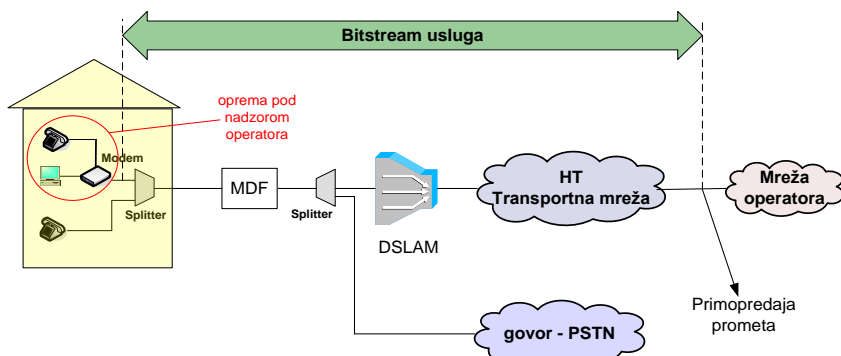 Bitstream usluga
oprema pod
nadzorom
operatora
Modem
Splitter
MDF
Splitter
DSLAM
HT
Transportna mreža
Mreža
operatora
Primopredaja
prometa
govor - PSTN